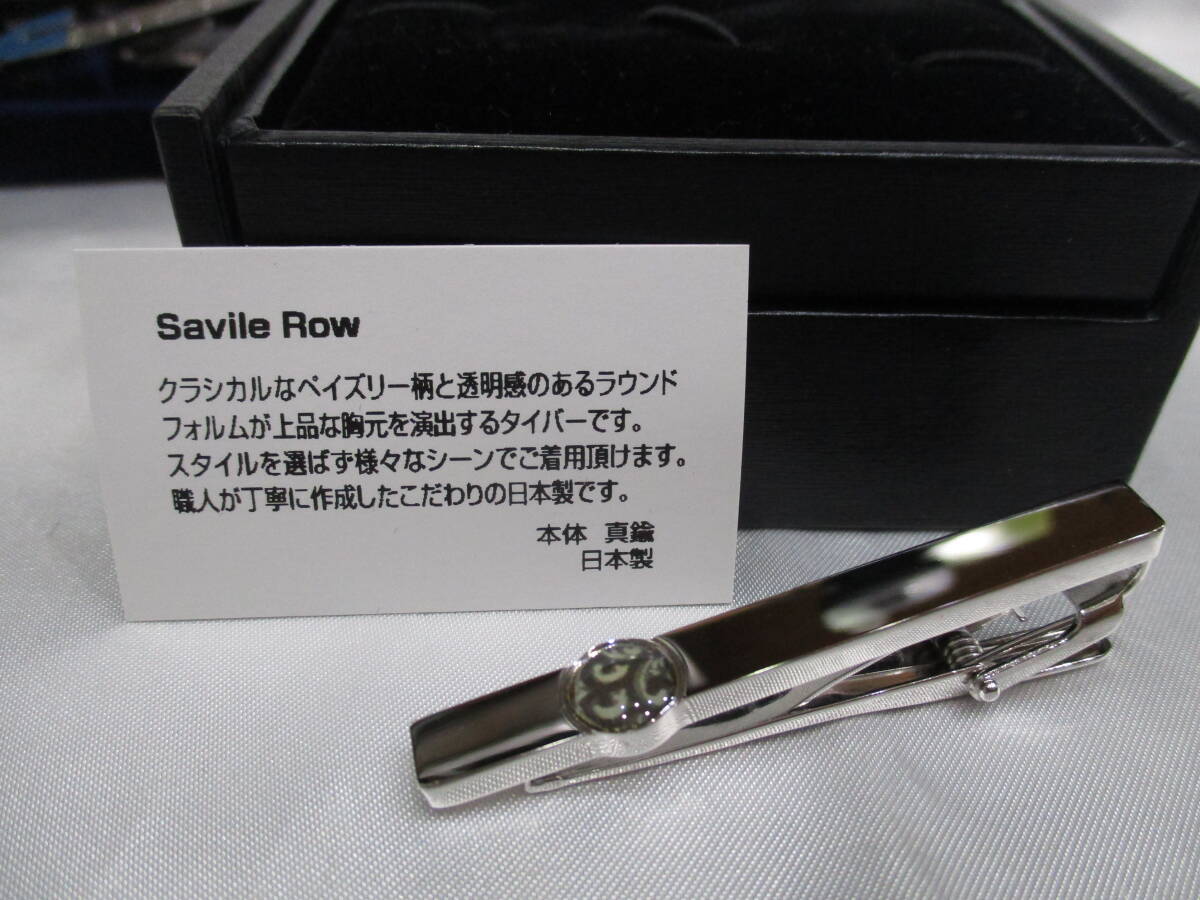 Savile Row
クラシカルなペイズリー柄と透明感のあるラウンド
フォルムが上品な胸元を演出するタイバーです。
スタイルを選ばず様々なシーンでご着用頂けます。
職人が丁寧に作成したこだわりの日本製です。
本体 真鍮
日本製